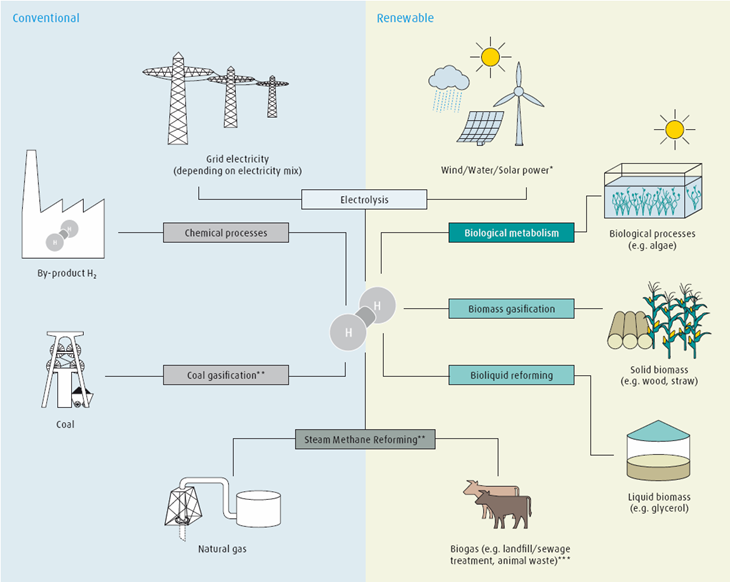 Conventional
Renewable
Grid electricity
(depending on electricity mix)
Wind/Water/Solar power*
Electrolysis
Chemical processes
By-product H₂
Biological metabolism
Biological processes
(e.g. algae)
H
H
Biomass gasification
Solid biomass
(e.g. wood, straw)
Coal gasification**
Coal
Bioliquid reforming
Steam Methane Reforming**
Liquid biomass
(e.g. glycerol)
Natural gas
Biogas (e.g. landfill/sewage
treatment, animal waste)***